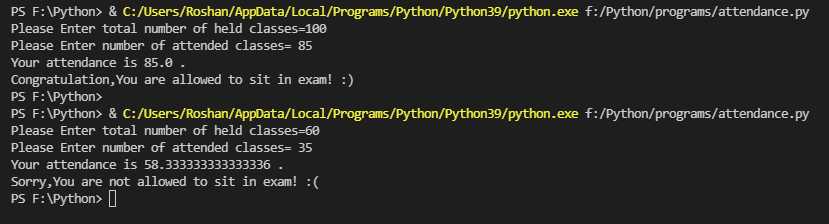 PS F:\Python> & C:/Users/Roshan/AppData/Local/Programs/Python/Python39/python.exe f:/Python/programs/attendance.py
Please Enter total number of held classes=100
Please Enter number of attended classes= 85
Your attendance is 85.0 .
Congratulation,You are allowed to sit in exam! :)
PS F:\Python>
PS F:\Python> & C:/Users/Roshan/AppData/Local/Programs/Python/Python39/python.exe f:/Python/programs/attendance.py
Please Enter total number of held classes=60
Please Enter number of attended classes= 35
Your attendance is 58.333333333333336 .
Sorry,You are not allowed to sit in exam! :(
PS F:\Python>